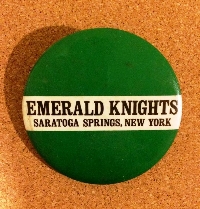 EMERALD KNIGHTS
SARATOGA SPRINGS, NEW YORK